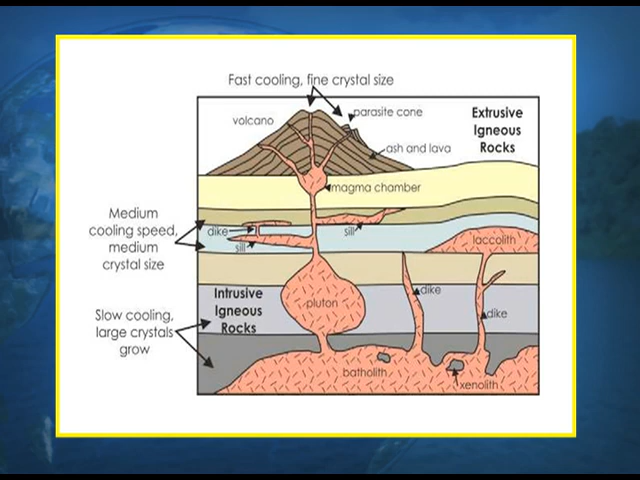 Fast cooling, fine crystal size
volcano
parasite cone
Extrusive
Igneous
Rocks
ash and lava
magma chamber
Medium
cooling speed,
medium
crystal size
dike
sill
sill
laccolith
Intrusive
Igneous
Rocks
pluton
dike
dike
Slow cooling,
large crystals
grow
batholith
xenolith